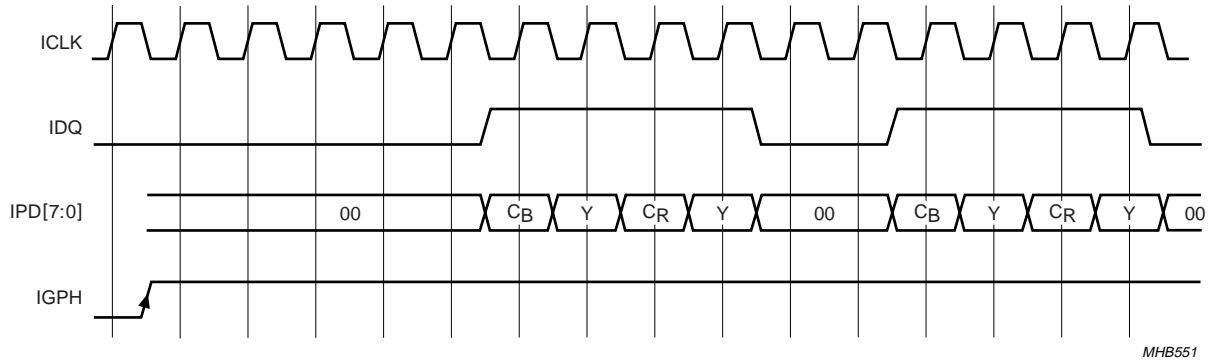 ICLK
IDQ
IPD[7:0] 00 CB Y CR Y 00 CB Y CR Y 00
IGPH
MHB551